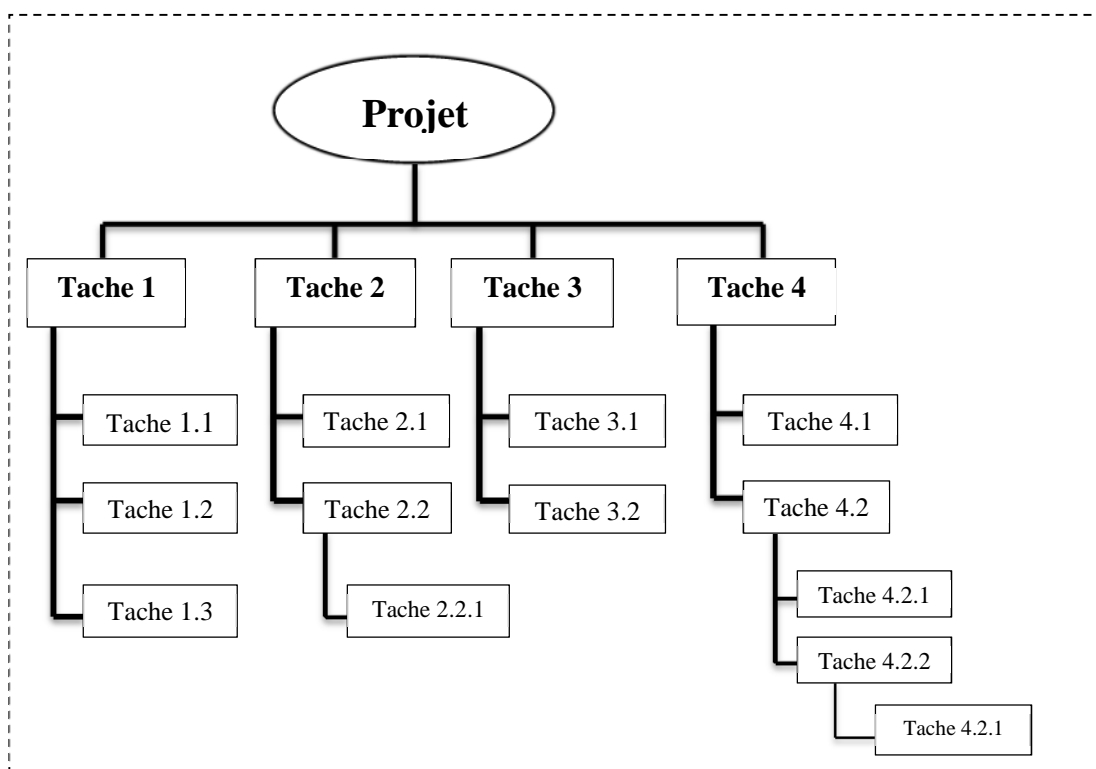 Projet
Tache 1
Tache 2
Tache 3
Tache 4
Tache 1.1
Tache 2.1
Tache 3.1
Tache 4.1
Tache 1.2
Tache 2.2
Tache 3.2
Tache 4.2
Tache 1.3
Tache 2.2.1
Tache 4.2.1
Tache 4.2.2
Tache 4.2.1